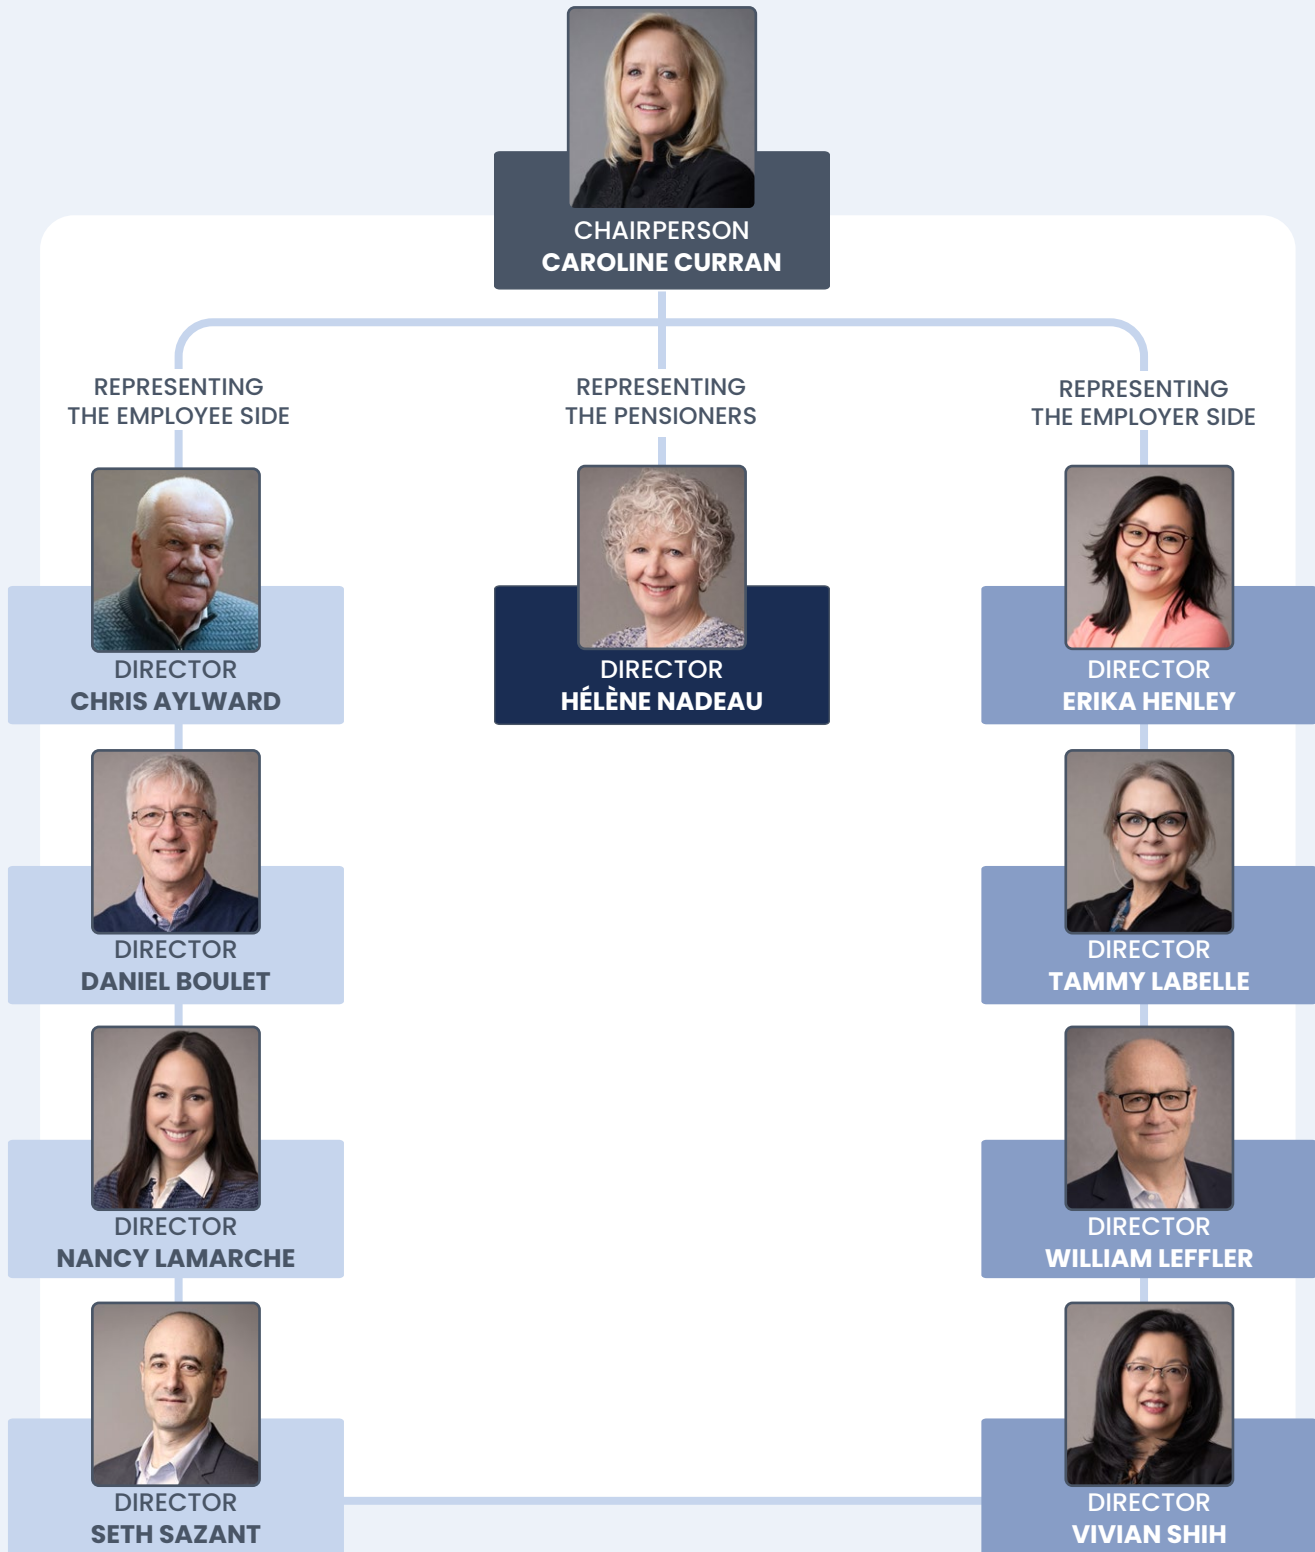 CHAIRPERSON
CAROLINE CURRAN
REPRESENTING
THE EMPLOYEE SIDE
REPRESENTING
THE PENSIONERS
REPRESENTING
THE EMPLOYER SIDE
DIRECTOR
CHRIS AYLWARD
DIRECTOR
HÉLÈNE NADEAU
DIRECTOR
ERIKA HENLEY
DIRECTOR
DANIEL BOULET
DIRECTOR
TAMMY LABELLE
DIRECTOR
NANCY LAMARCHE
DIRECTOR
WILLIAM LEFFLER
DIRECTOR
SETH SAZANT
DIRECTOR
VIVIAN SHIH